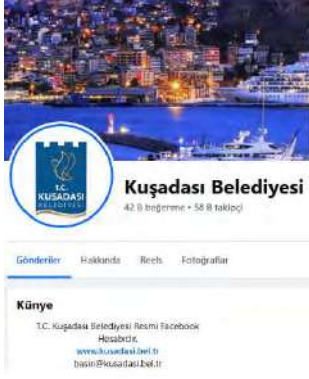 T.C.
KUŞADASI
BELEDİYESİ
Kuşadası Belediyesi
42 B beğenme • 58 B takipçi
Gönderiler Hakkında Reels Fotoğraflar
Künye
T.C. Kuşadası Belediyesi Resmi Facebook
Hesabıdır.
www.kusadasi.bel.tr
basin@kusadasi.bel.tr